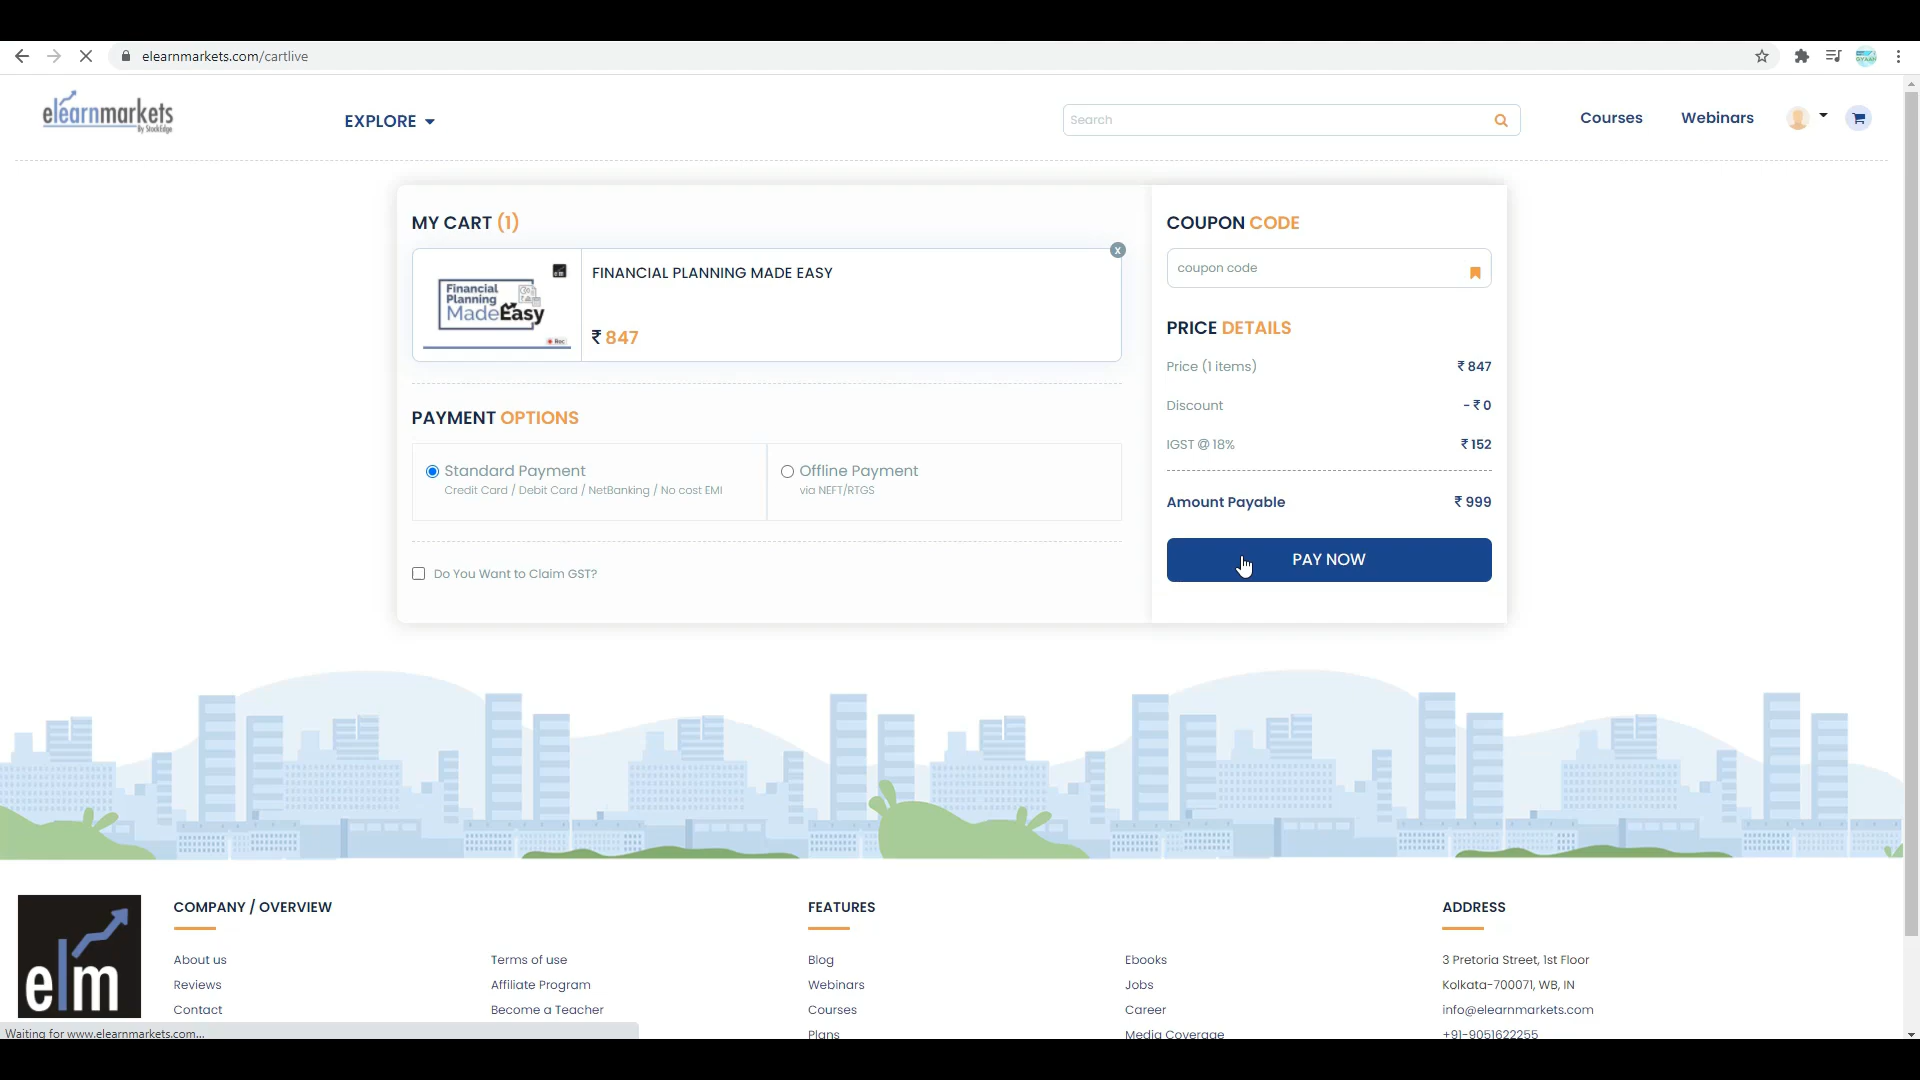 elearnmarkets.com/cartlive
elearnmarkets
By StockEdge
EXPLORE
Search
Courses
Webinars
MY CART (1)
x
Financial
Planning
MadeEasy
Rec
FINANCIAL PLANNING MADE EASY
₹ 847
PAYMENT OPTIONS
Standard Payment
Credit Card / Debit Card / NetBanking / No cost EMI
Offline Payment
via NEFT/RTGS
Do You Want to Claim GST?
COUPON CODE
coupon code
PRICE DETAILS
Price (1 items) ₹ 847
Discount - ₹ 0
IGST @ 18% ₹ 152
Amount Payable ₹ 999
PAY NOW
elm
COMPANY / OVERVIEW
About us
Reviews
Contact
Terms of use
Affiliate Program
Become a Teacher
FEATURES
Blog
Webinars
Courses
Plans
Ebooks
Jobs
Career
Media Coverage
ADDRESS
3 Pretoria Street, 1st Floor
Kolkata-700071, WB, IN
info@elearnmarkets.com
+91-9051622255
Waiting for www.elearnmarkets.com...